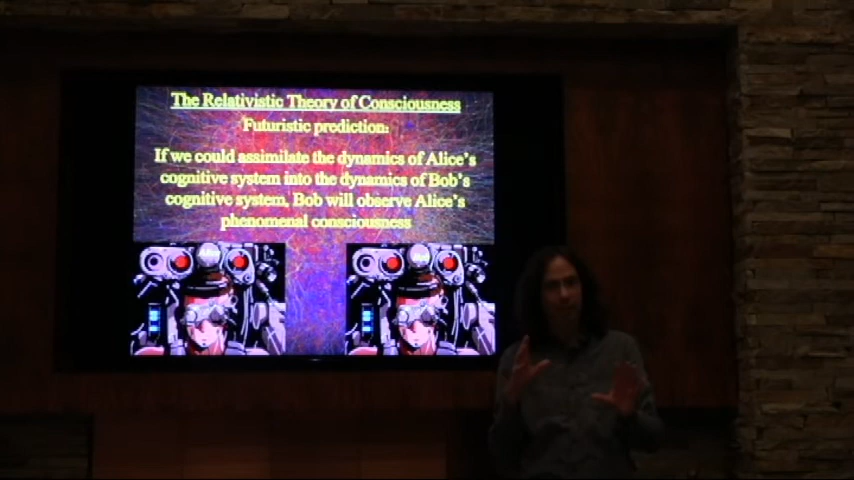 The Relativistic Theory of Consciousness
Futuristic prediction:
If we could assimilate the dynamics of Alice's
cognitive system into the dynamics of Bob's
cognitive system, Bob will observe Alice's
phenomenal consciousness